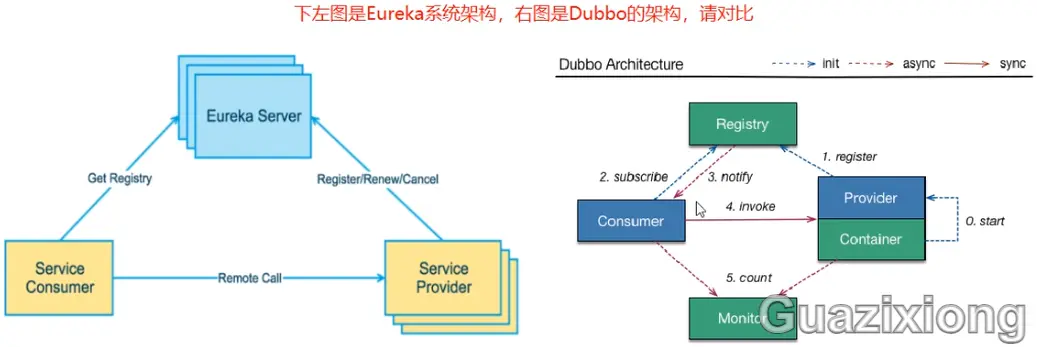 下左图是Eureka系统架构，右图是Dubbo的架构，请对比
Eureka Server
Get Registry
Register/Renew/Cancel
Service
Consumer
Remote Call
Service
Provider
Dubbo Architecture
init
async
sync
Registry
1. register
2. subscribe
3. notify
4. invoke
Consumer
Provider
Container
0. start
5. count
Monitor
Guazixiong